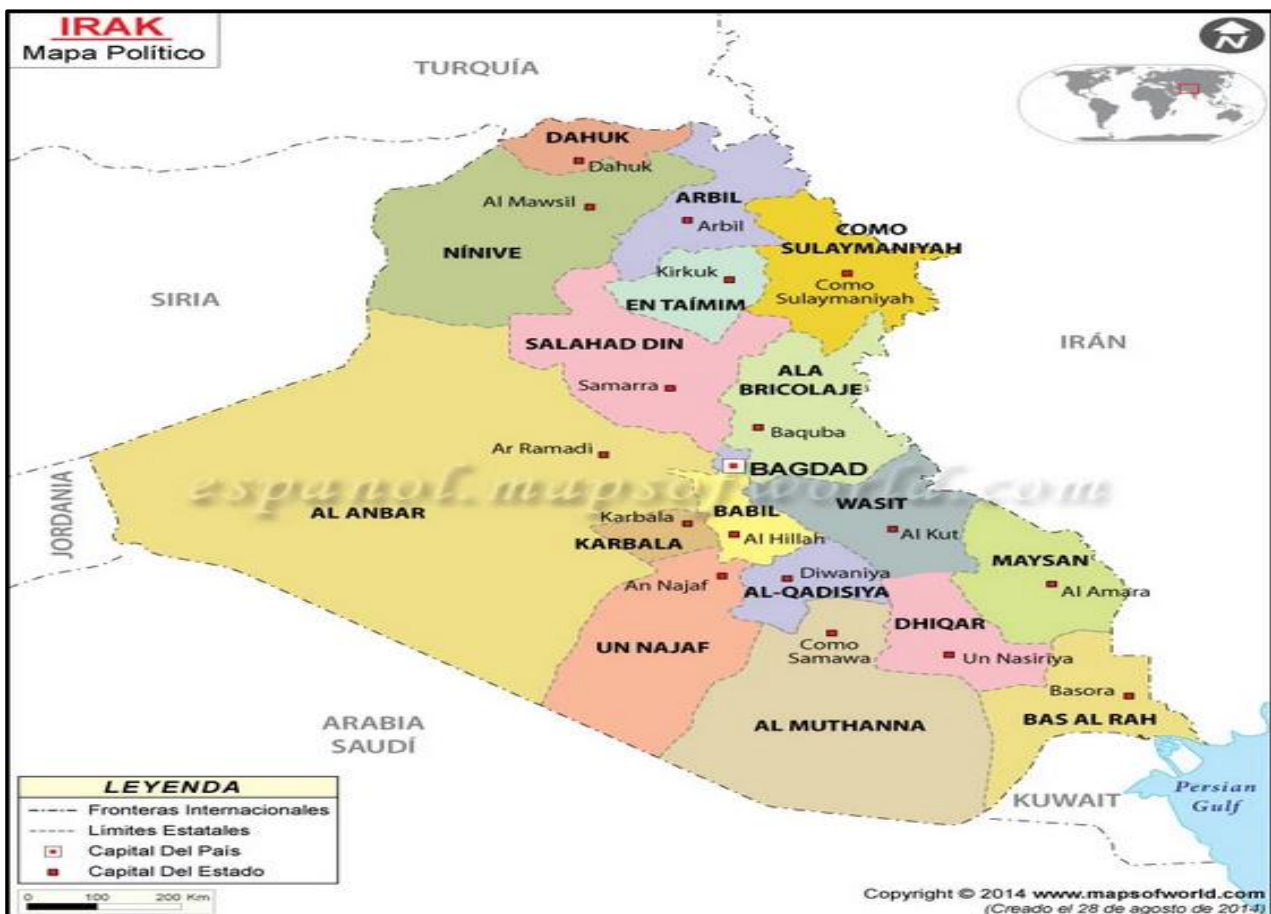 IRAK
Mapa Político
N
TURQUÍA
DAHUK
Dahuk
Al Mawsil
ARBIL
Arbil
NÍNIVE
COMO
SULAYMANIYAH
Como
Sulaymaniyah
Kirkuk
EN TAÍMIM
SIRIA
SALAHAD DIN
IRÁN
ALA
BRICOLAJE
Samarra
Baquba
Ar Ramadi
BAGDAD
espanol.mapsofworld.com
AL ANBAR
JORDANIA
Karbala
KARBALA
BABIL
Al Hillah
WASIT
Al Kut
MAYSAN
Al Amara
An Najaf
Diwaniya
AL-QADISIYA
UN NAJAF
Como
Samawa
DHIQAR
Un Nasiriya
Basora
BAS AL RAH
AL MUTHANNA
ARABIA
SAUDÍ
KUWAIT
Persian
Gulf
LEYENDA
Fronteras Internacionales
Límites Estatales
Capital Del País
Capital Del Estado
0 100 200 Km
Copyright © 2014 www.mapsofworld.com
(Creado el 28 de agosto de 2014)